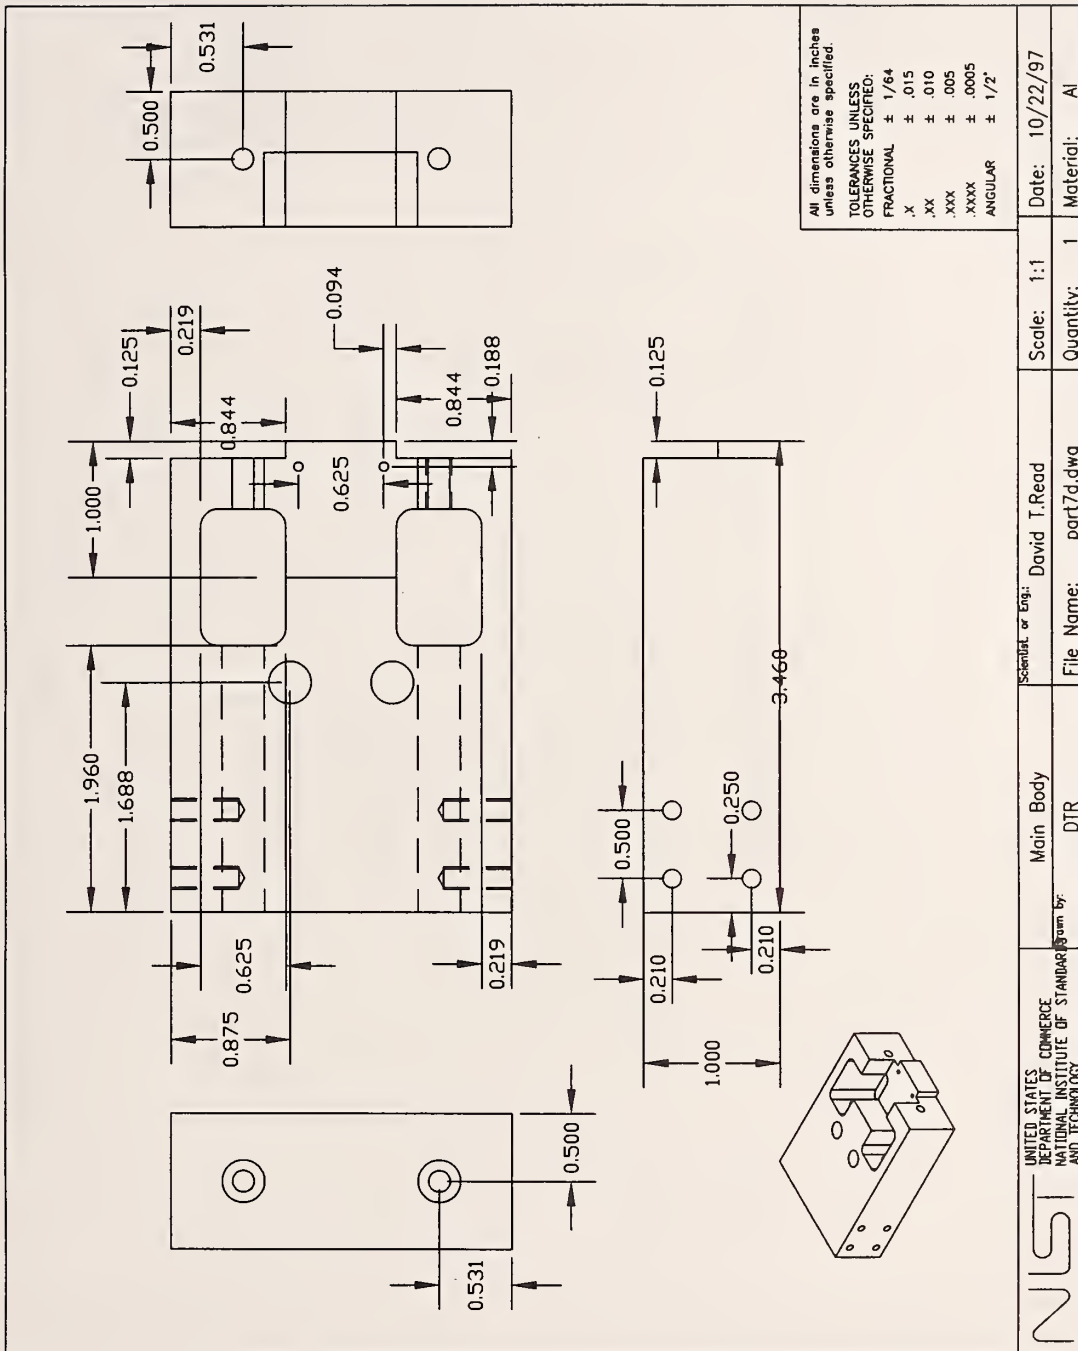 0.531
0.500
0.219
0.125
0.844
1.000
0.625
0.094
0.844
0.188
1.960
1.688
0.625
0.875
0.219
0.500
0.531
0.125
3.460
0.500
0.250
0.210
0.210
1.000
All dimensions are in inches
unless otherwise specified.
TOLERANCES UNLESS
OTHERWISE SPECIFIED:
FRACTIONAL ± 1/64
.X ± .015
.XX ± .010
.XXX ± .005
.XXXX ± .0005
ANGULAR ± 1/2°
NIST
UNITED STATES
DEPARTMENT OF COMMERCE
NATIONAL INSTITUTE OF STANDARDS
AND TECHNOLOGY
Main Body
Drawn by: DTR
Scientist. or Eng.: David T.Read
File Name: part7d.dwg
Scale: 1:1
Quantity: 1
Date: 10/22/97
Material: Al